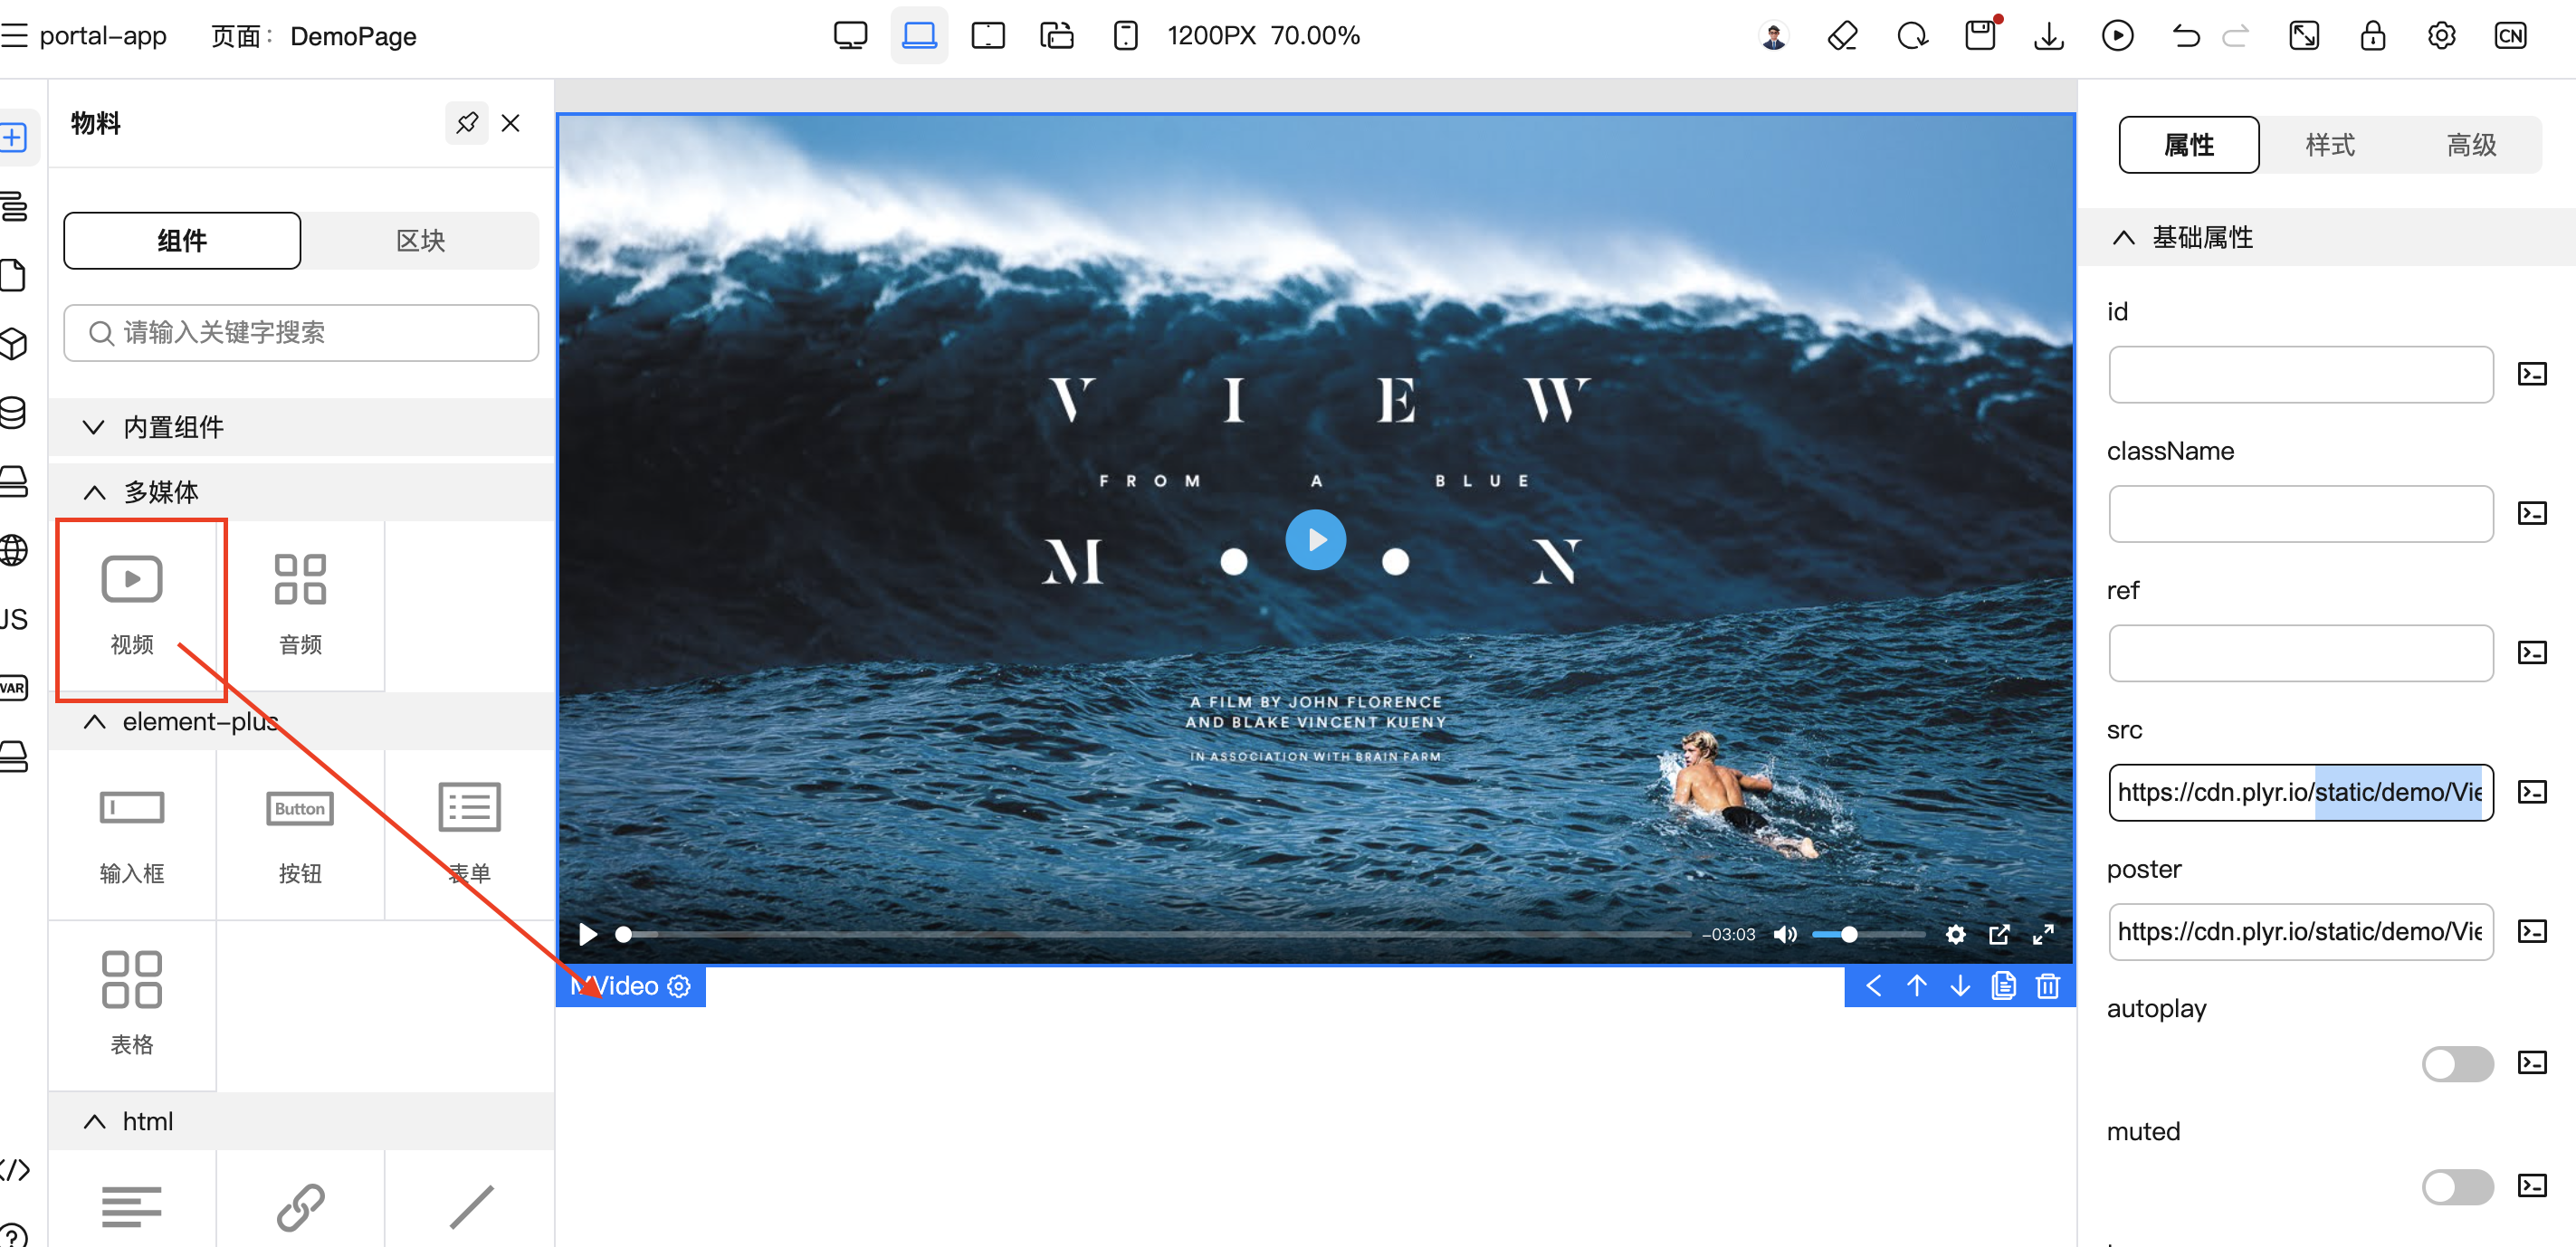 portal-app 页面： DemoPage 1200PX 70.00% CN
物料
组件 区块
请输入关键字搜索
内置组件
多媒体
视频 音频
element-plus
Button
输入框 按钮 表单
表格
html
JS
VAR
VIEW
FROM A BLUE
M N
A FILM BY JOHN FLORENCE
AND BLAKE VINCENT KUENY
IN ASSOCIATION WITH BRAIN FARM
-03:03
MVideo
属性 样式 高级
基础属性
id
className
ref
src
https://cdn.plyr.io/static/demo/Vie
poster
https://cdn.plyr.io/static/demo/Vie
autoplay
muted